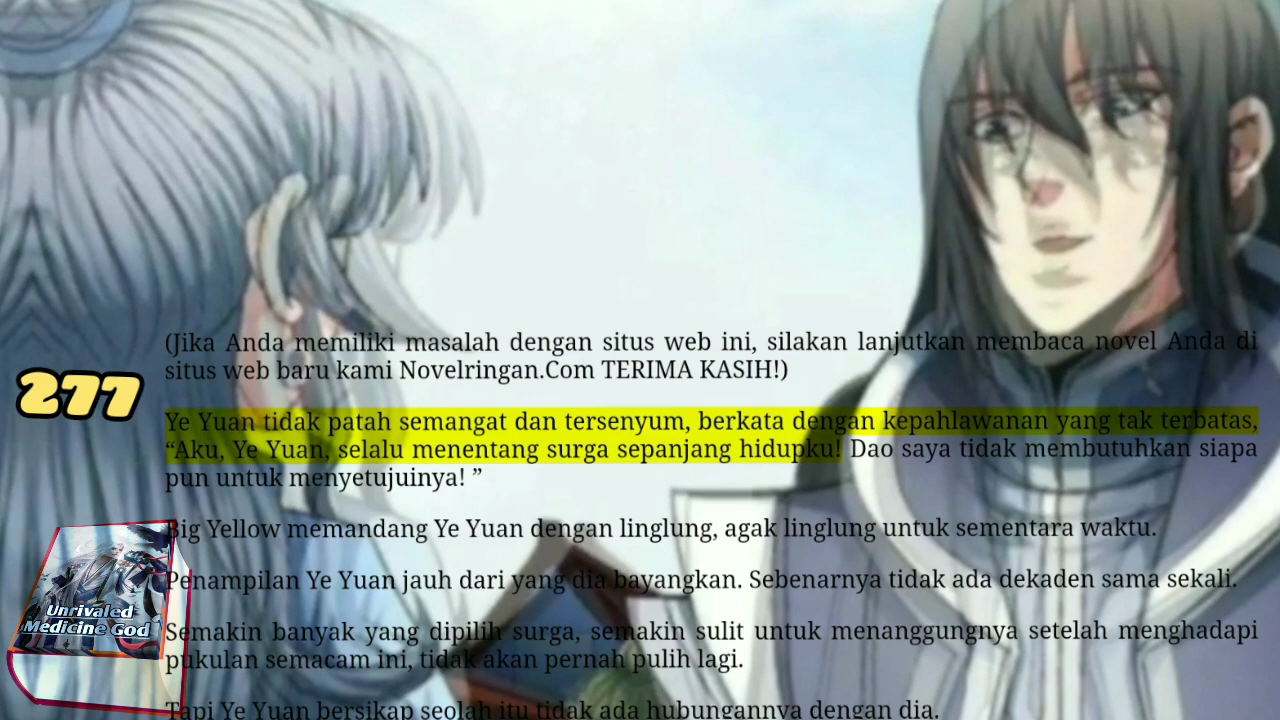 (Jika Anda memiliki masalah dengan situs web ini, silakan lanjutkan membaca novel Anda di
situs web baru kami Novelringan.Com TERIMA KASIH!)
277
Ye Yuan tidak patah semangat dan tersenyum, berkata dengan kepahlawanan yang tak terbatas,
“Aku, Ye Yuan, selalu menentang surga sepanjang hidupku! Dao saya tidak membutuhkan siapa
pun untuk menyetujuinya! ”
Big Yellow memandang Ye Yuan dengan linglung, agak linglung untuk sementara waktu.
Penampilan Ye Yuan jauh dari yang dia bayangkan. Sebenarnya tidak ada dekaden sama sekali.
Unrivaled
Medicine God
Semakin banyak yang dipilih surga, semakin sulit untuk menanggungnya setelah menghadapi
pukulan semacam ini, tidak akan pernah pulih lagi.
Tapi Ye Yuan bersikap seolah itu tidak ada hubungannya dengan dia.